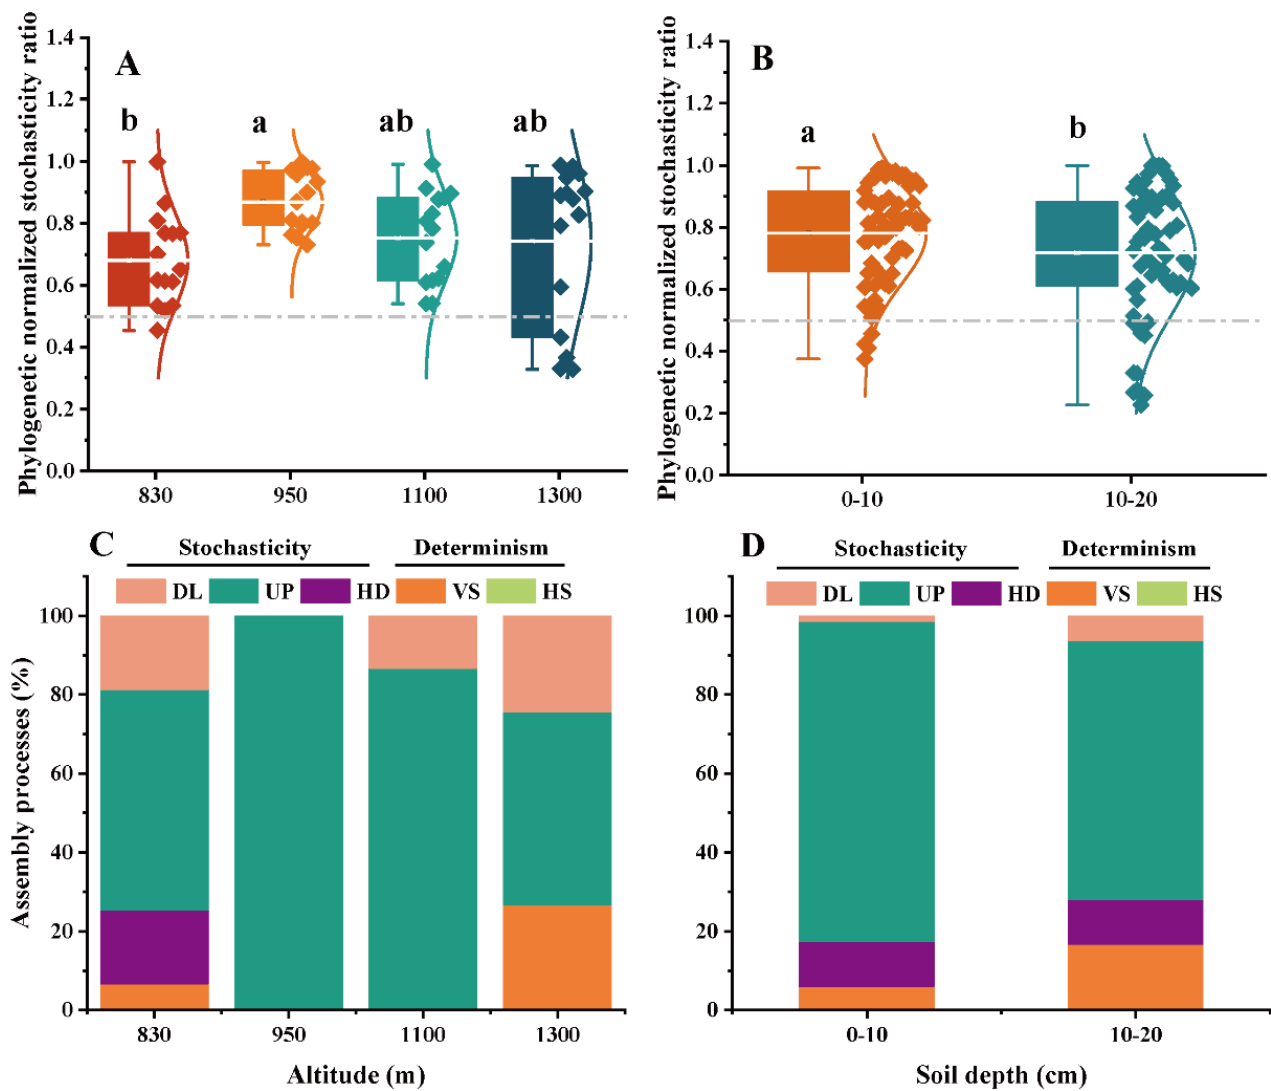 A
Phylogenetic normalized stochasticity ratio
1.4
1.2
1.0
0.8
0.6
0.4
0.2
0.0
b
a
ab
ab
830
950
1100
1300
B
Phylogenetic normalized stochasticity ratio
1.4
1.2
1.0
0.8
0.6
0.4
0.2
0.0
a
b
0-10
10-20
C
Stochasticity
Determinism
DL UP HD VS HS
Assembly processes (%)
100
80
60
40
20
0
830
950
1100
1300
Altitude (m)
D
Stochasticity
Determinism
DL UP HD VS HS
100
80
60
40
20
0
0-10
10-20
Soil depth (cm)